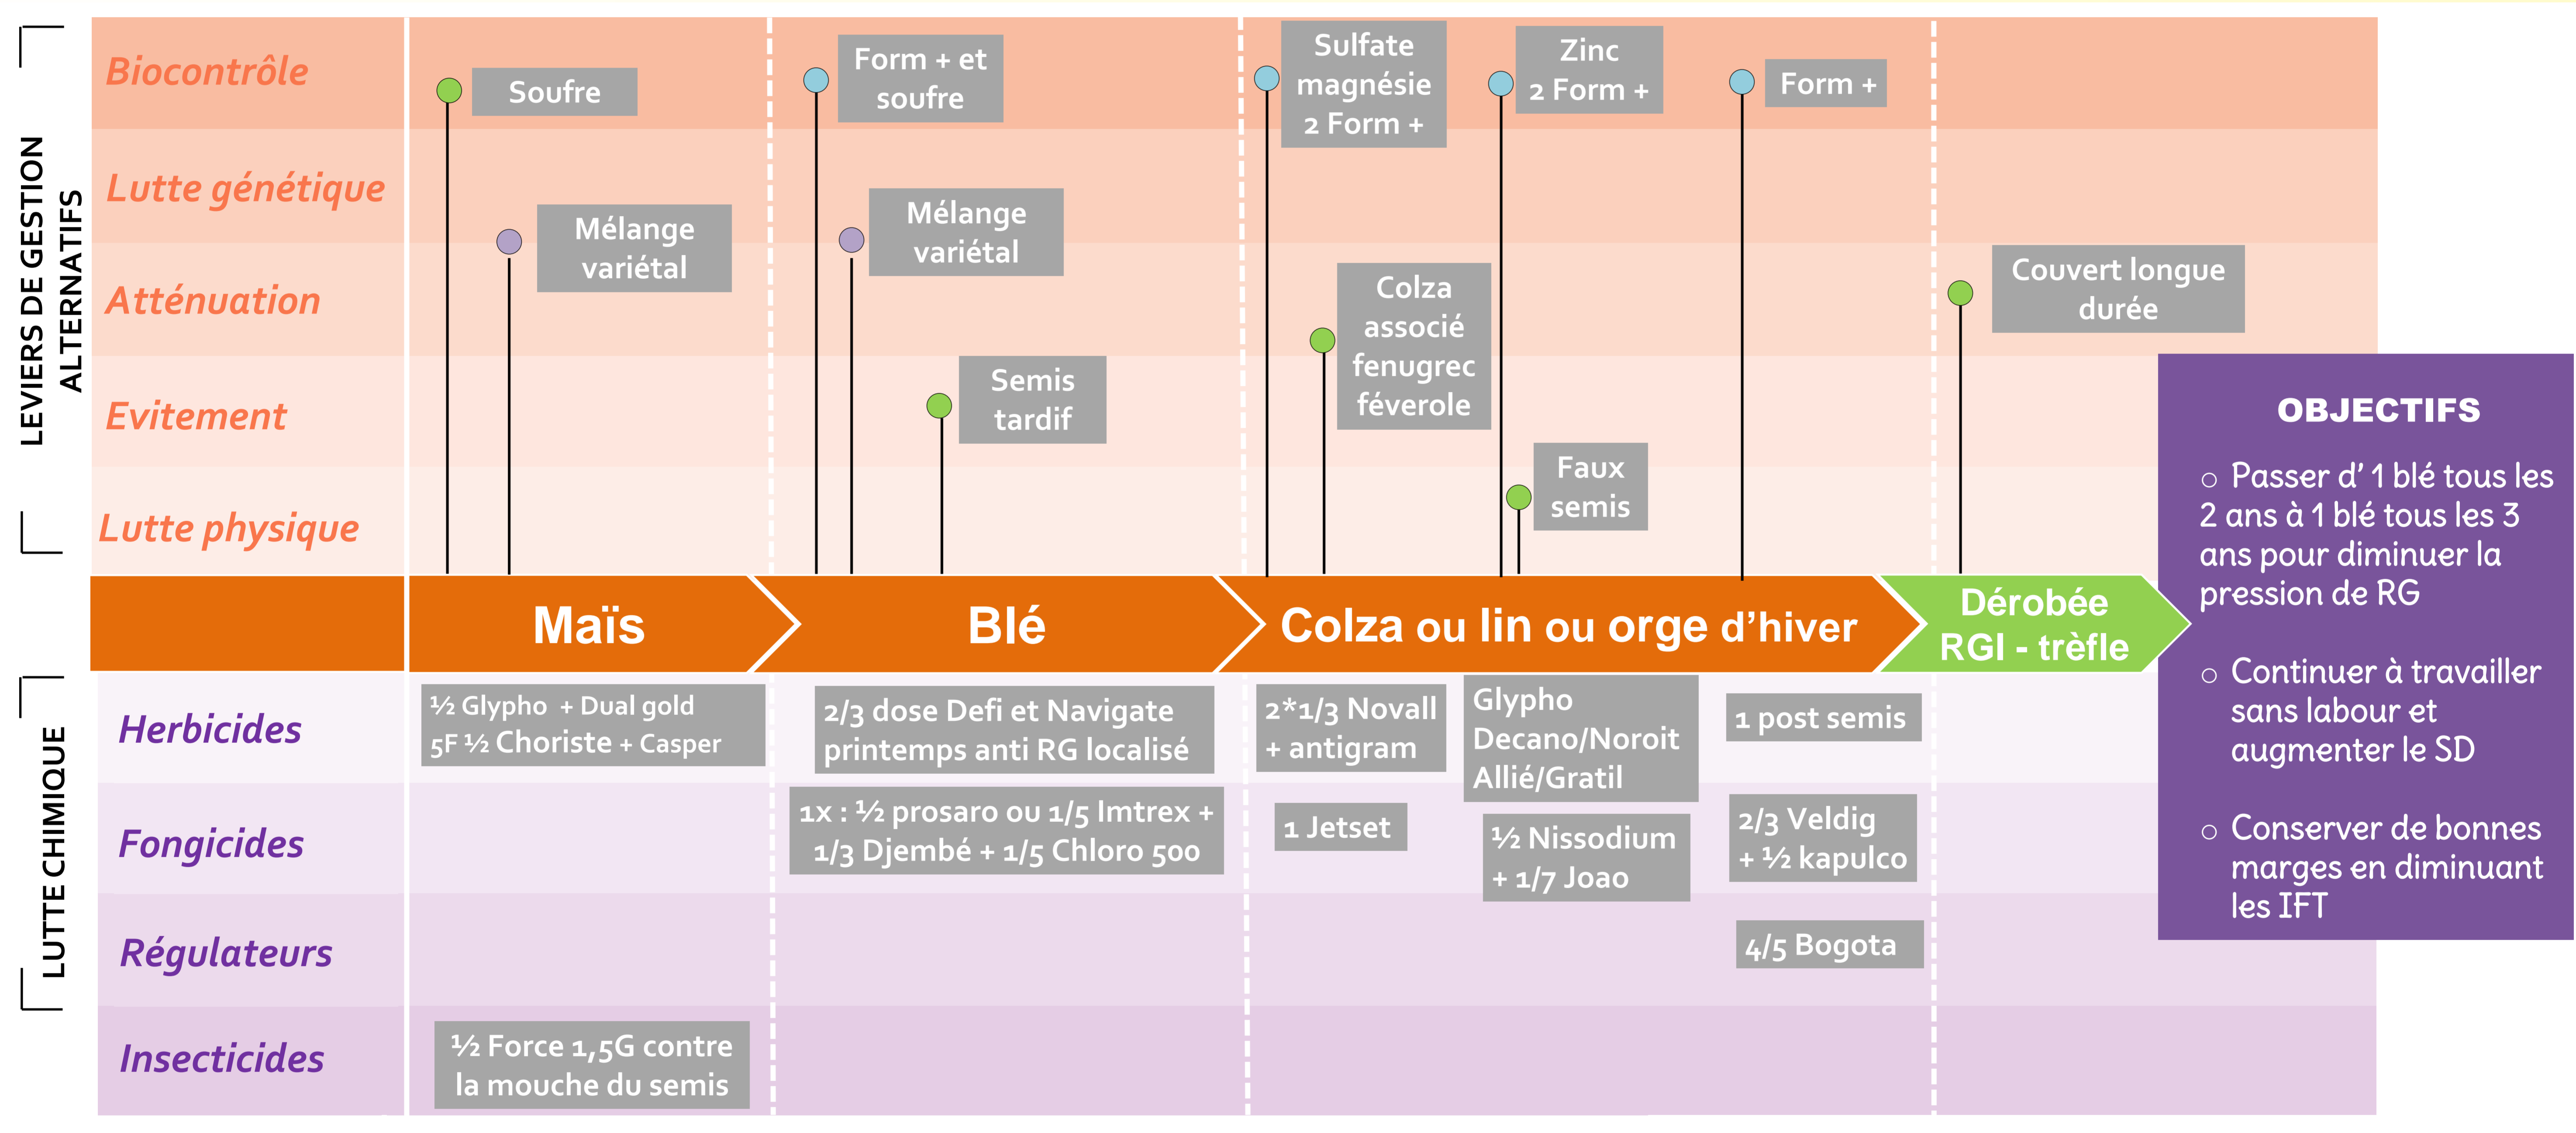 LEVIERS DE GESTION
ALTERNATIFS
Biocontrôle
Soufre
Form + et
soufre
Sulfate
magnésie
2 Form +
Zinc
2 Form +
Form +
Lutte génétique
Mélange
variétal
Mélange
variétal
Atténuation
Colza
associé
fenugrec
féverole
Couvert longue
durée
Evitement
Semis
tardif
Lutte physique
Faux
semis
Maïs
Blé
Colza ou lin ou orge d’hiver
Dérobée
RGI - trèfle
LUTTE CHIMIQUE
Herbicides
½ Glypho + Dual gold
5F ½ Choriste + Casper
2/3 dose Defi et Navigate
printemps anti RG localisé
2*1/3 Novall
+ antigram
Glypho
Decano/Noroit
Allié/Gratil
1 post semis
Fongicides
1x : ½ prosaro ou 1/5 Imtrex +
1/3 Djembé + 1/5 Chloro 500
1 Jetset
½ Nissodium
+ 1/7 Joao
2/3 Veldig
+ ½ kapulco
Régulateurs
4/5 Bogota
Insecticides
½ Force 1,5G contre
la mouche du semis
OBJECTIFS
○ Passer d’ 1 blé tous les
2 ans à 1 blé tous les 3
ans pour diminuer la
pression de RG
○ Continuer à travailler
sans labour et
augmenter le SD
○ Conserver de bonnes
marges en diminuant
les IFT